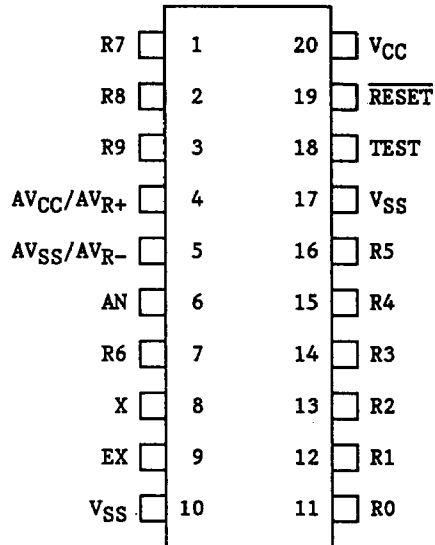 R7 1 20 VCC
R8 2 19 RESET
R9 3 18 TEST
AVCC/AVR+ 4 17 VSS
AVSS/AVR- 5 16 R5
AN 6 15 R4
R6 7 14 R3
X 8 13 R2
EX 9 12 R1
VSS 10 11 R0